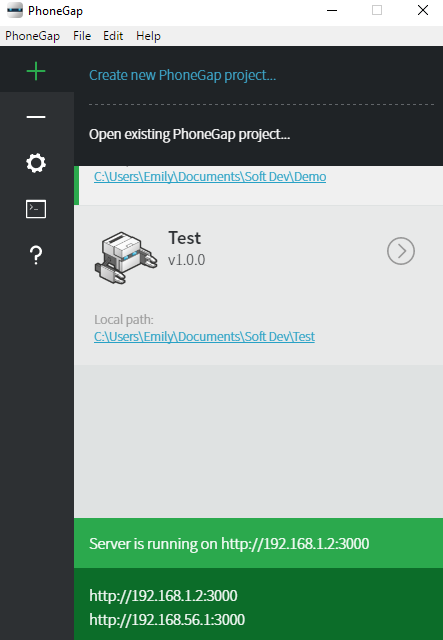 PhoneGap
PhoneGap File Edit Help
Create new PhoneGap project...
Open existing PhoneGap project...
C:\Users\Emily\Documents\Soft Dev\Demo
Test
v1.0.0
Local path:
C:\Users\Emily\Documents\Soft Dev\Test
Server is running on http://192.168.1.2:3000
http://192.168.1.2:3000
http://192.168.56.1:3000